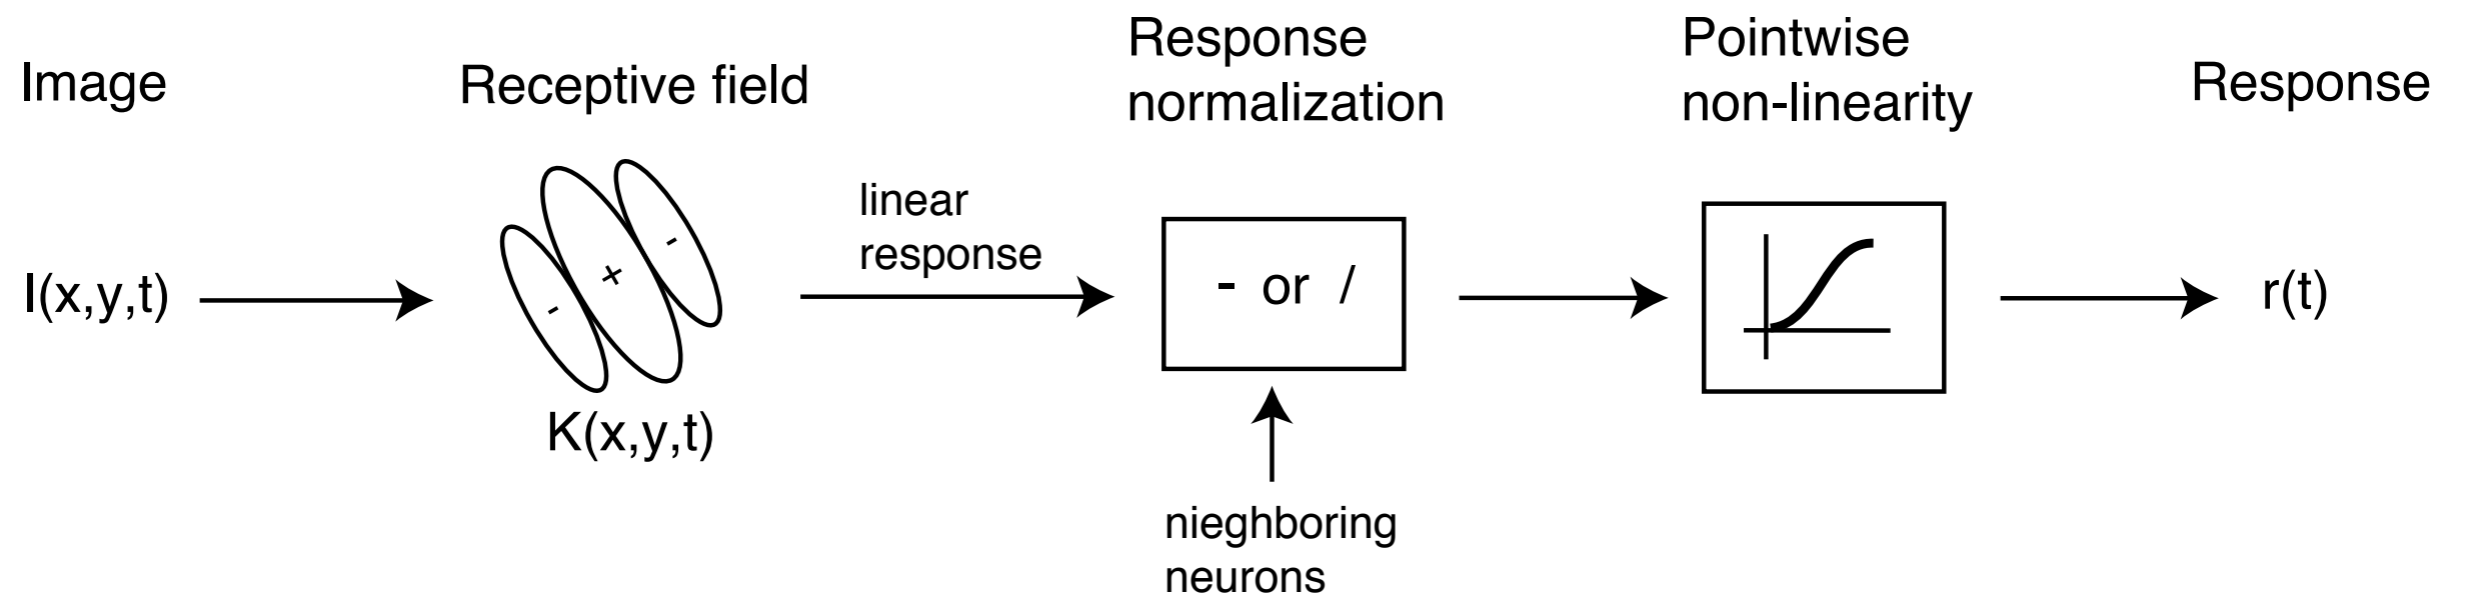 Image
Receptive field
Response
normalization
Pointwise
non-linearity
Response
I(x,y,t)
-
+
-
K(x,y,t)
linear
response
- or /
nieghboring
neurons
r(t)